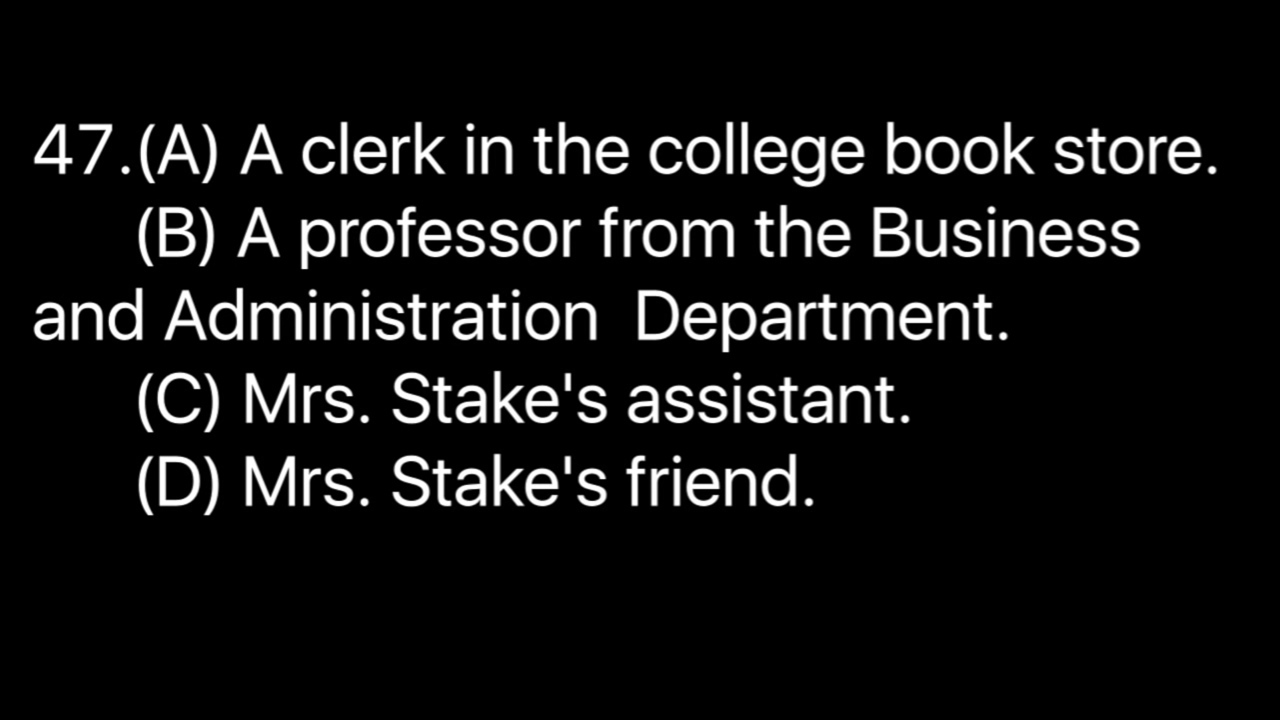 47.(A) A clerk in the college book store.
(B) A professor from the Business
and Administration  Department.
(C) Mrs. Stake's assistant.
(D) Mrs. Stake's friend.